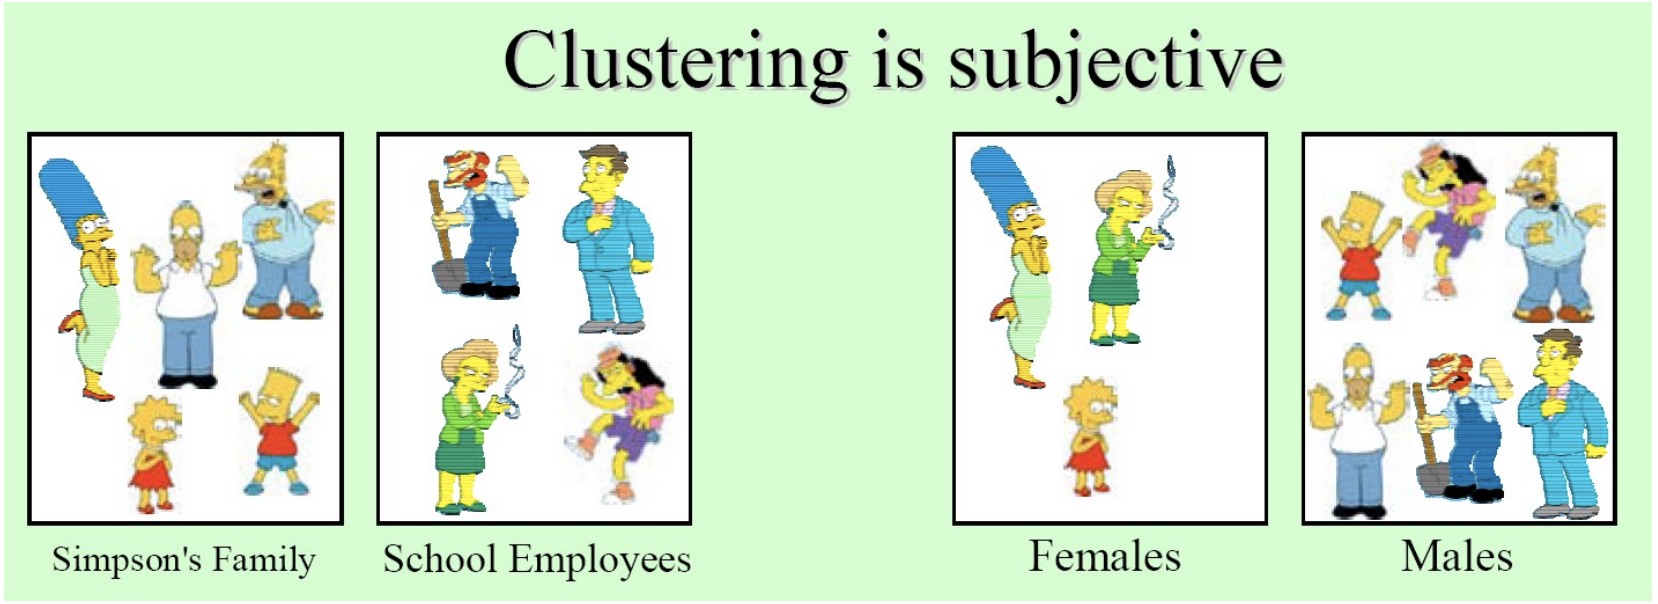 Clustering is subjective
Simpson's Family
School Employees
Females
Males